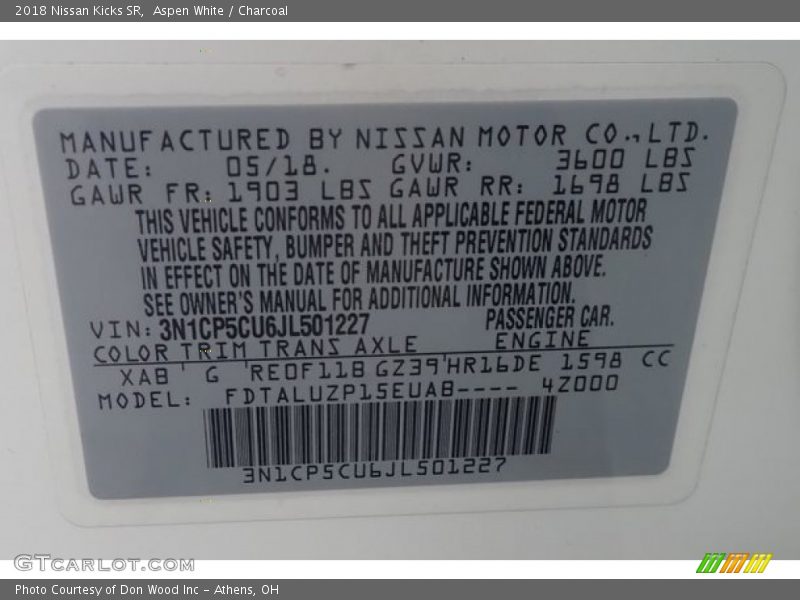 2018 Nissan Kicks SR,  Aspen White / Charcoal
MANUFACTURED BY NISSAN MOTOR CO., LTD.
DATE: 05/18. GVWR: 3600 LBS
GAWR FR: 1903 LBS GAWR RR: 1698 LBS
THIS VEHICLE CONFORMS TO ALL APPLICABLE FEDERAL MOTOR
VEHICLE SAFETY, BUMPER AND THEFT PREVENTION STANDARDS
IN EFFECT ON THE DATE OF MANUFACTURE SHOWN ABOVE.
SEE OWNER'S MANUAL FOR ADDITIONAL INFORMATION.
VIN: 3N1CP5CU6JL501227 PASSENGER CAR.
COLOR TRIM TRANS AXLE ENGINE
XAB G RE0F11B GZ39 HR16DE 1598 CC
MODEL: FDTALUZP15EUAB---- 4Z000
3N1CP5CU6JL501227
GTCARLOT.COM
Photo Courtesy of Don Wood Inc – Athens, OH